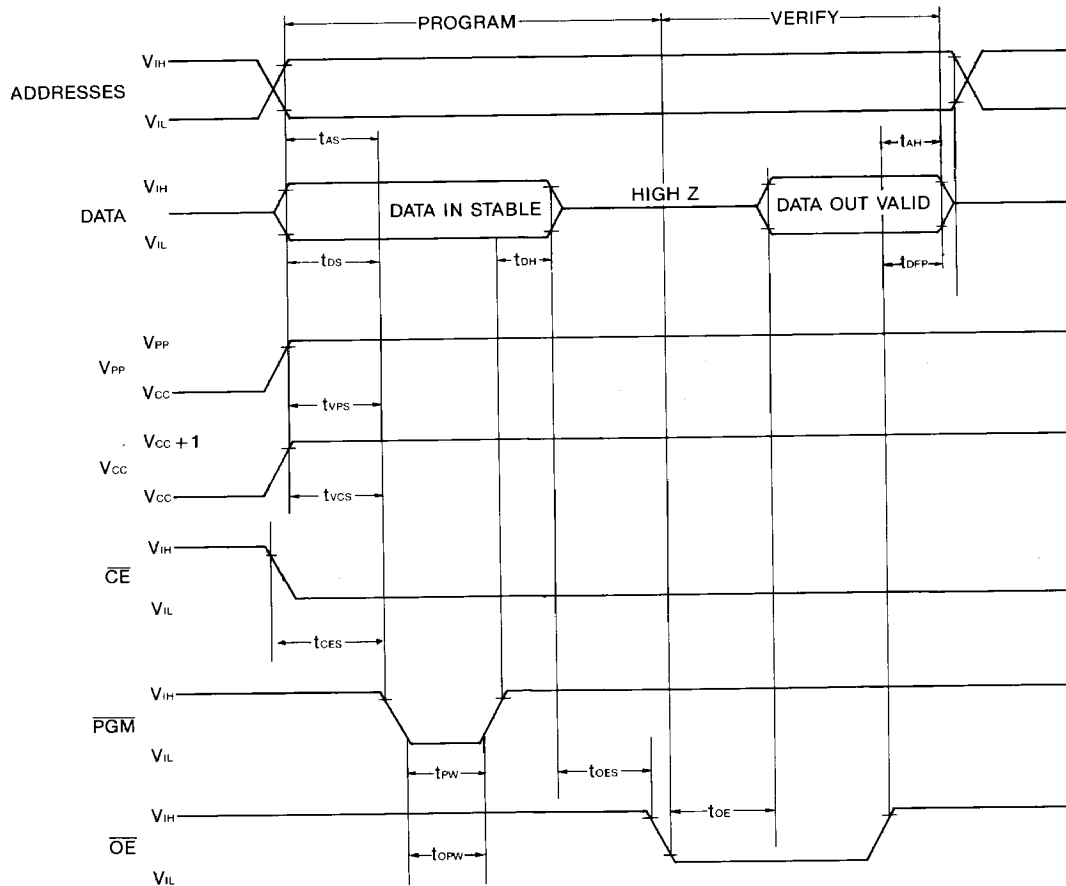 PROGRAM VERIFY
VIH
ADDRESSES
VIL
tAS tAH
VIH
DATA DATA IN STABLE HIGH Z DATA OUT VALID
VIL
tDS tDH tDFP
VPP
VPP
VCC
tVPS
VCC + 1
VCC
VCC
tVCS
VIH
CE
VIL
tCES
VIH
PGM
VIL
tPW tOES
VIH
tOE
OE
tOPW
VIL